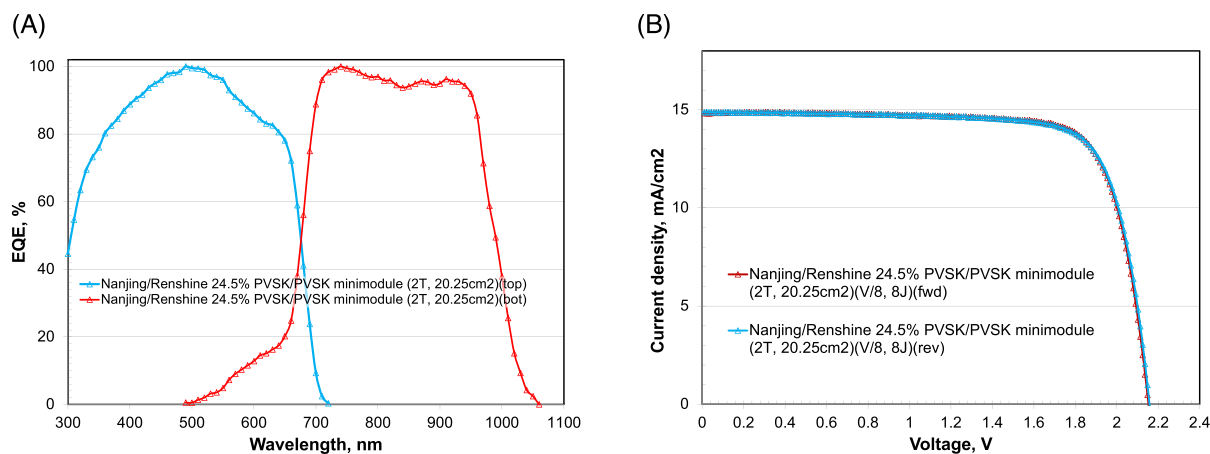 (A)
100
80
60
40
20
0
EQE, %
Nanjing/Renshine 24.5% PVSK/PVSK minimodule (2T, 20.25cm2)(top)
Nanjing/Renshine 24.5% PVSK/PVSK minimodule (2T, 20.25cm2)(bot)
300 400 500 600 700 800 900 1000 1100
Wavelength, nm
(B)
15
10
5
0
Current density, mA/cm2
Nanjing/Renshine 24.5% PVSK/PVSK minimodule
(2T, 20.25cm2)(V/8, 8J)(fwd)
Nanjing/Renshine 24.5% PVSK/PVSK minimodule
(2T, 20.25cm2)(V/8, 8J)(rev)
0 0.2 0.4 0.6 0.8 1 1.2 1.4 1.6 1.8 2 2.2 2.4
Voltage, V